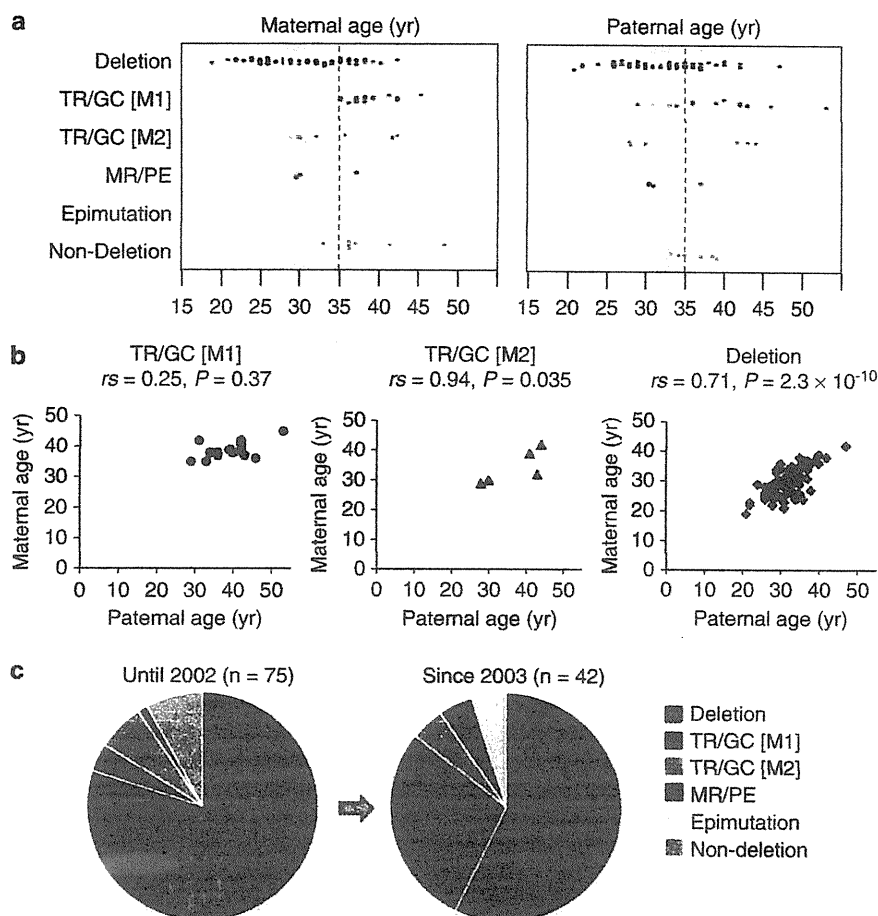 a
Maternal age (yr)
Paternal age (yr)
Deletion
TR/GC [M1]
TR/GC [M2]
MR/PE
Epimutation
Non-Deletion
15 20 25 30 35 40 45 50
15 20 25 30 35 40 45 50
b
TR/GC [M1]
rs = 0.25, P = 0.37
TR/GC [M2]
rs = 0.94, P = 0.035
Deletion
rs = 0.71, P = 2.3 × 10⁻¹⁰
Maternal age (yr)
50
40
30
20
10
0
0 10 20 30 40 50
Paternal age (yr)
Maternal age (yr)
50
40
30
20
10
0
0 10 20 30 40 50
Paternal age (yr)
Maternal age (yr)
50
40
30
20
10
0
0 10 20 30 40 50
Paternal age (yr)
c
Until 2002 (n = 75)
Since 2003 (n = 42)
Deletion
TR/GC [M1]
TR/GC [M2]
MR/PE
Epimutation
Non-deletion